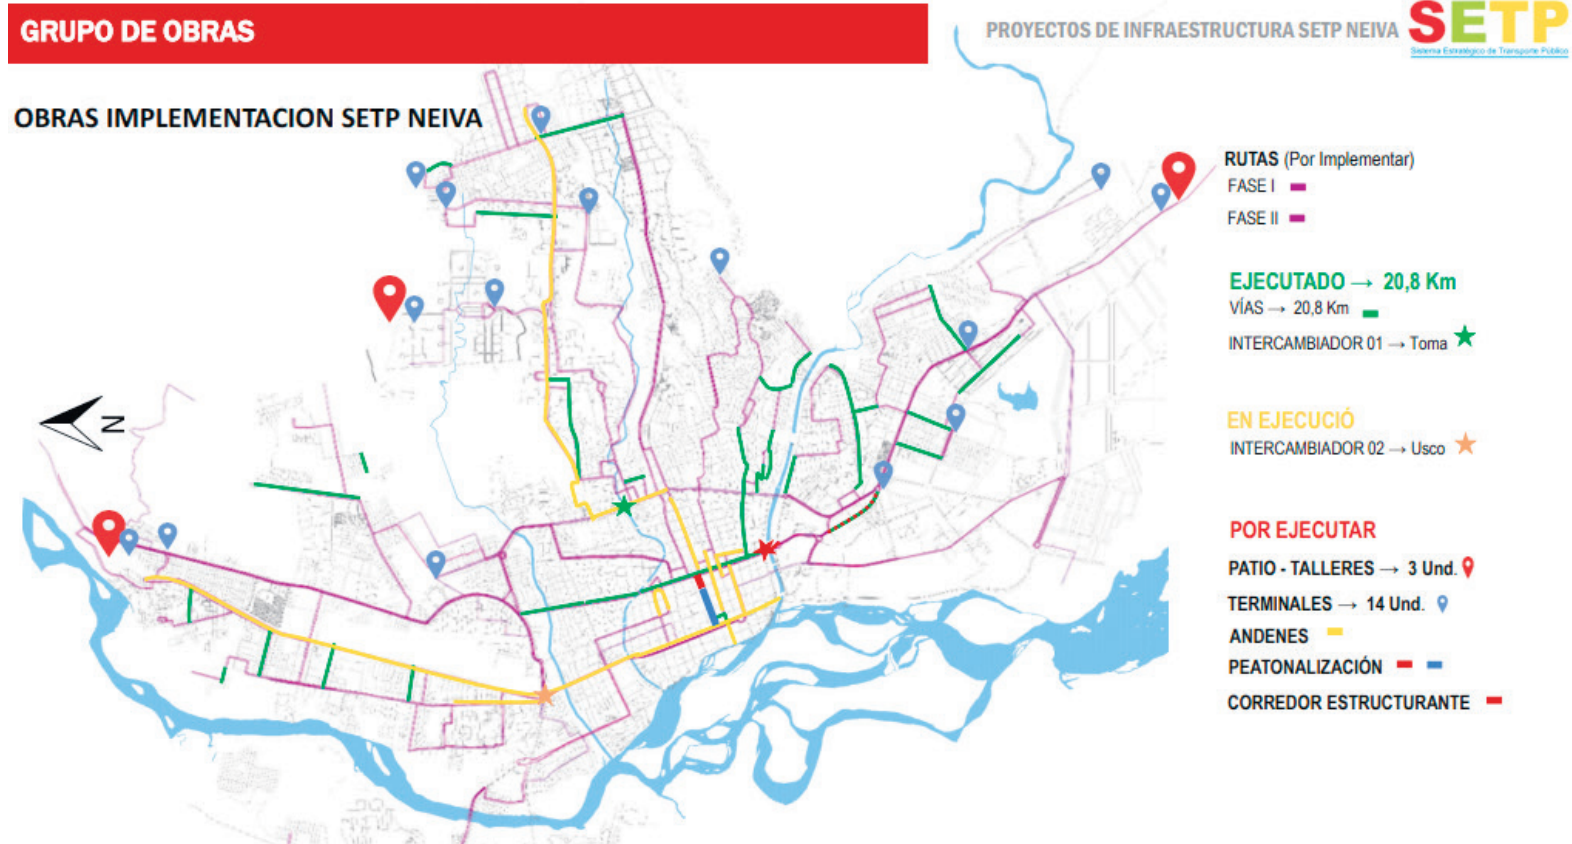 GRUPO DE OBRAS
PROYECTOS DE INFRAESTRUCTURA SETP NEIVA
SETP
Sistema Estratégico de Transporte Público
OBRAS IMPLEMENTACION SETP NEIVA
RUTAS (Por Implementar)
FASE I
FASE II
EJECUTADO → 20,8 Km
VÍAS → 20,8 Km
INTERCAMBIADOR 01 → Toma
EN EJECUCIÓ
INTERCAMBIADOR 02 → Usco
POR EJECUTAR
PATIO - TALLERES → 3 Und.
TERMINALES → 14 Und.
ANDENES
PEATONALIZACIÓN
CORREDOR ESTRUCTURANTE
N